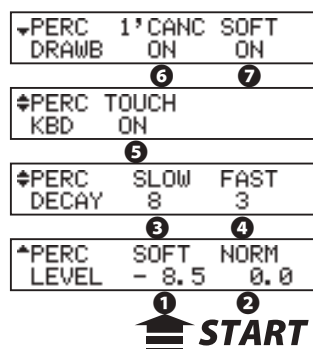 PERC 1'CANC SOFT
DRAWB ON ON
6 7
PERC TOUCH
KBD ON
5
PERC SLOW FAST
DECAY 8 3
3 4
PERC SOFT NORM
LEVEL - 8.5 0.0
1 2
START